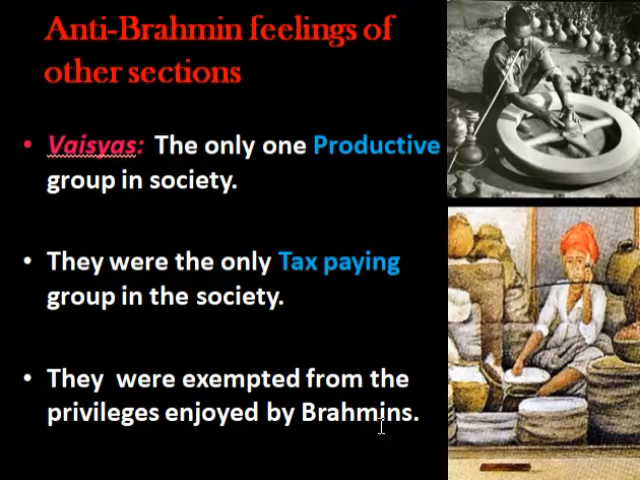 Anti-Brahmin feelings of
other sections
• Vaisyas: The only one Productive
group in society.
• They were the only Tax paying
group in the society.
• They were exempted from the
privileges enjoyed by Brahmins.